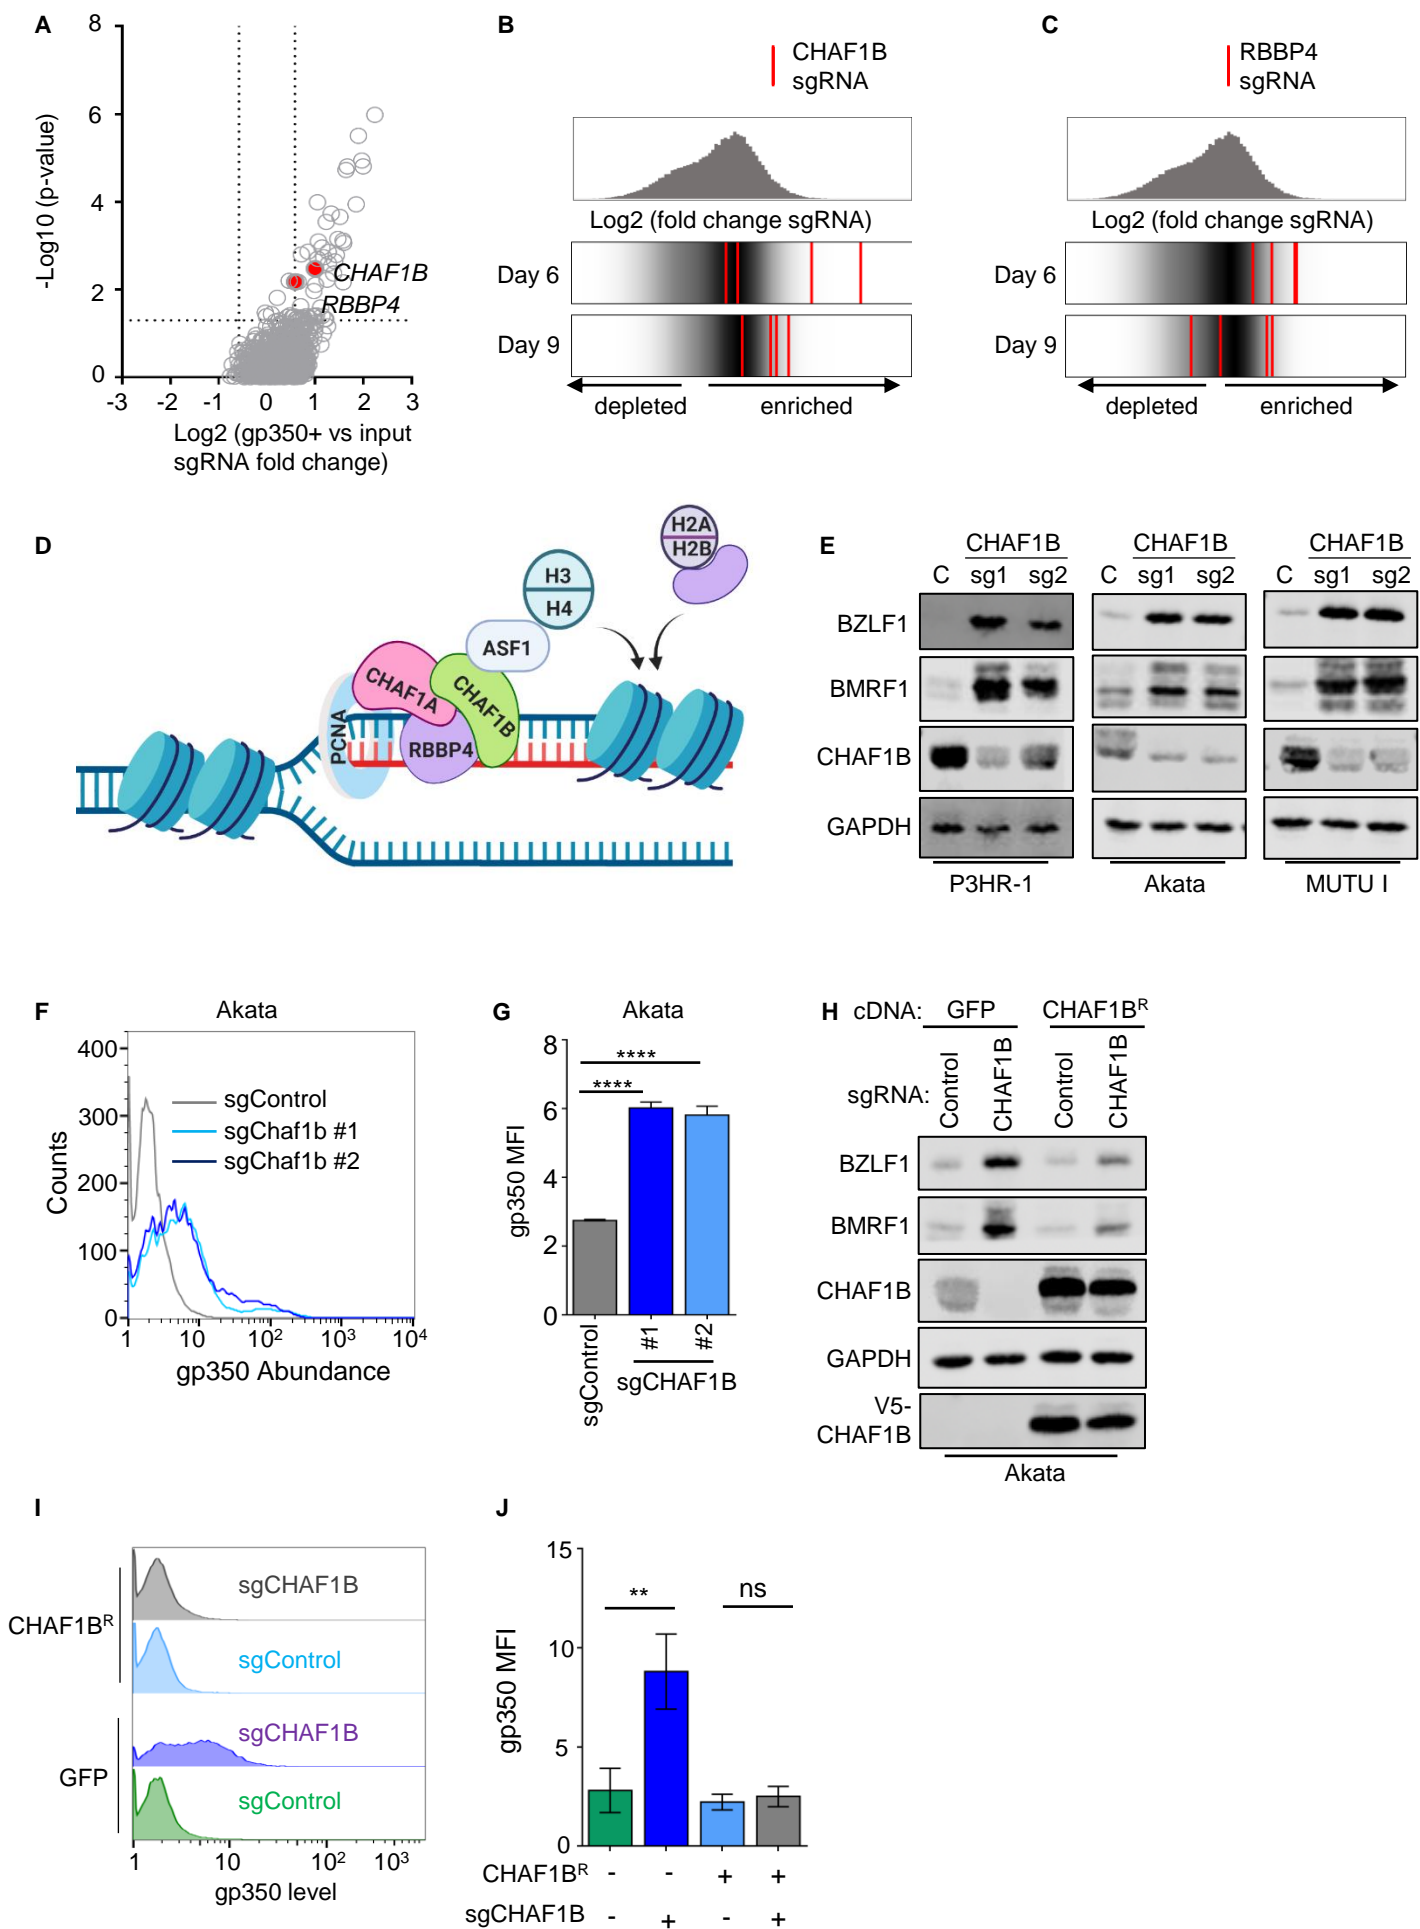 A
8
6
4
2
0
-Log10 (p-value)
CHAF1B
RBBP4
-3 -2 -1 0 1 2 3
Log2 (gp350+ vs input
sgRNA fold change)
B
CHAF1B
sgRNA
Log2 (fold change sgRNA)
Day 6
Day 9
depleted enriched
C
RBBP4
sgRNA
Log2 (fold change sgRNA)
Day 6
Day 9
depleted enriched
D
H2A
H2B
H3
H4
ASF1
CHAF1A
CHAF1B
PCNA
RBBP4
E
CHAF1B CHAF1B CHAF1B
C sg1 sg2 C sg1 sg2 C sg1 sg2
BZLF1
BMRF1
CHAF1B
GAPDH
P3HR-1 Akata MUTU I
F
Akata
400
300
200
100
0
Counts
sgControl
sgChaf1b #1
sgChaf1b #2
1 10 10² 10³ 10⁴
gp350 Abundance
G
Akata
8
6
4
2
0
gp350 MFI
****
****
sgControl
#1
#2
sgCHAF1B
H
cDNA: GFP CHAF1Bᴿ
sgRNA: Control CHAF1B Control CHAF1B
BZLF1
BMRF1
CHAF1B
GAPDH
V5-
CHAF1B
Akata
I
CHAF1Bᴿ
sgCHAF1B
sgControl
GFP
sgCHAF1B
sgControl
1 10 10² 10³
gp350 level
J
15
10
5
0
gp350 MFI
** ns
CHAF1Bᴿ - - + +
sgCHAF1B - + - +